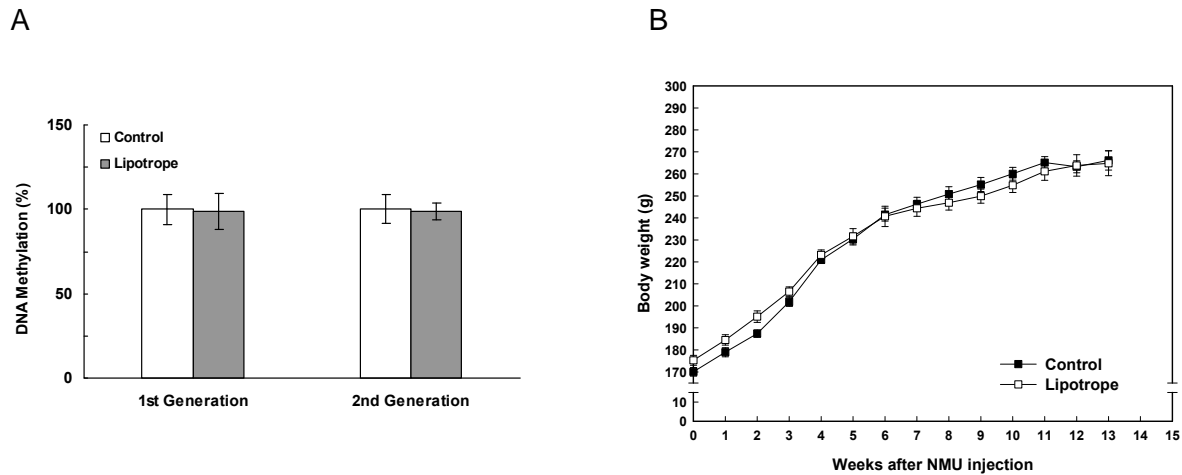 A
B
150
100
50
0
DNA Methylation (%)
Control
Lipotrope
1st Generation
2nd Generation
300
290
280
270
260
250
240
230
220
210
200
190
180
170
10
0
Body weight (g)
Control
Lipotrope
0 1 2 3 4 5 6 7 8 9 10 11 12 13 14 15
Weeks after NMU injection